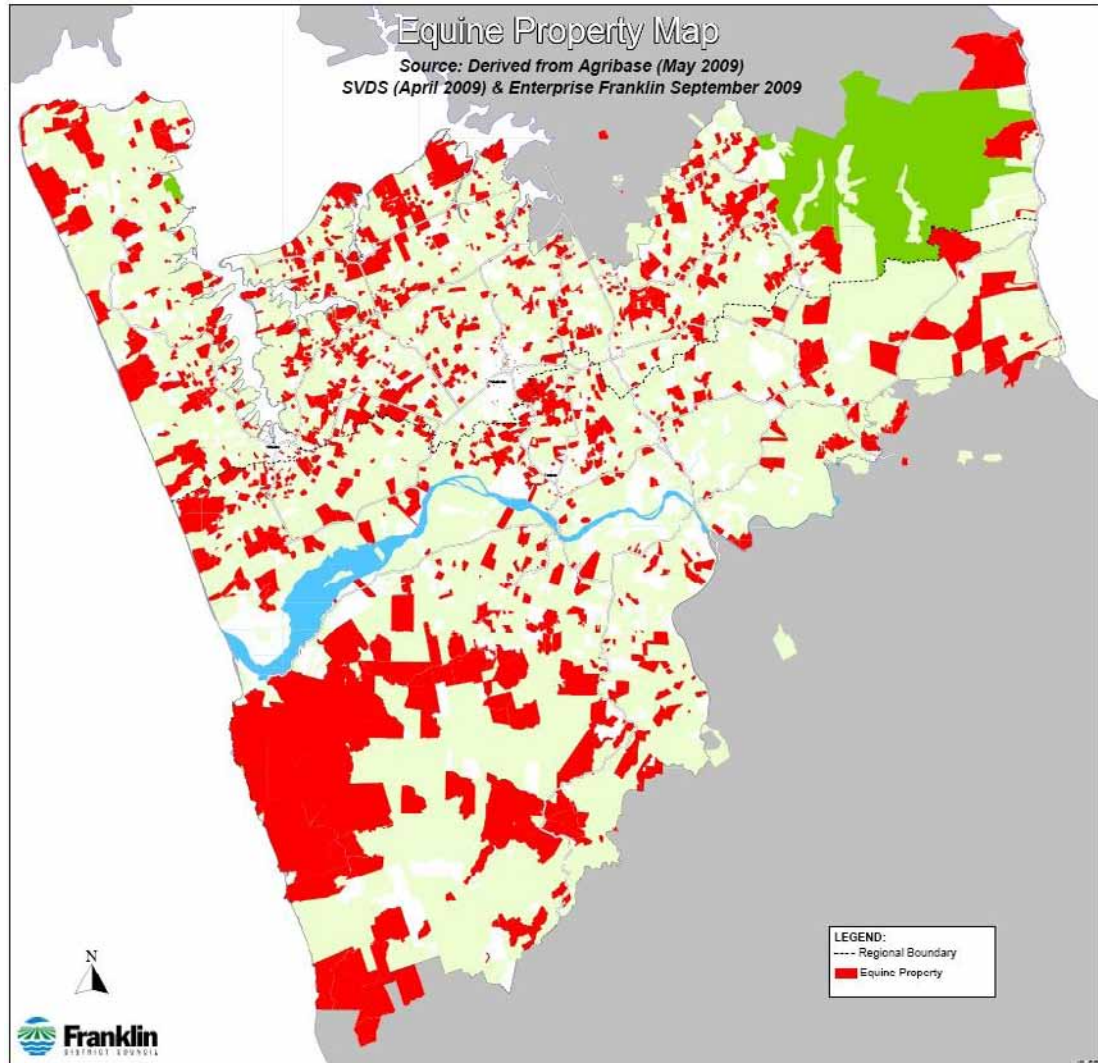 Equine Property Map
Source: Derived from Agribase (May 2009)
SVDS (April 2009) & Enterprise Franklin September 2009
N
LEGEND:
Regional Boundary
Equine Property
Franklin
DISTRICT COUNCIL